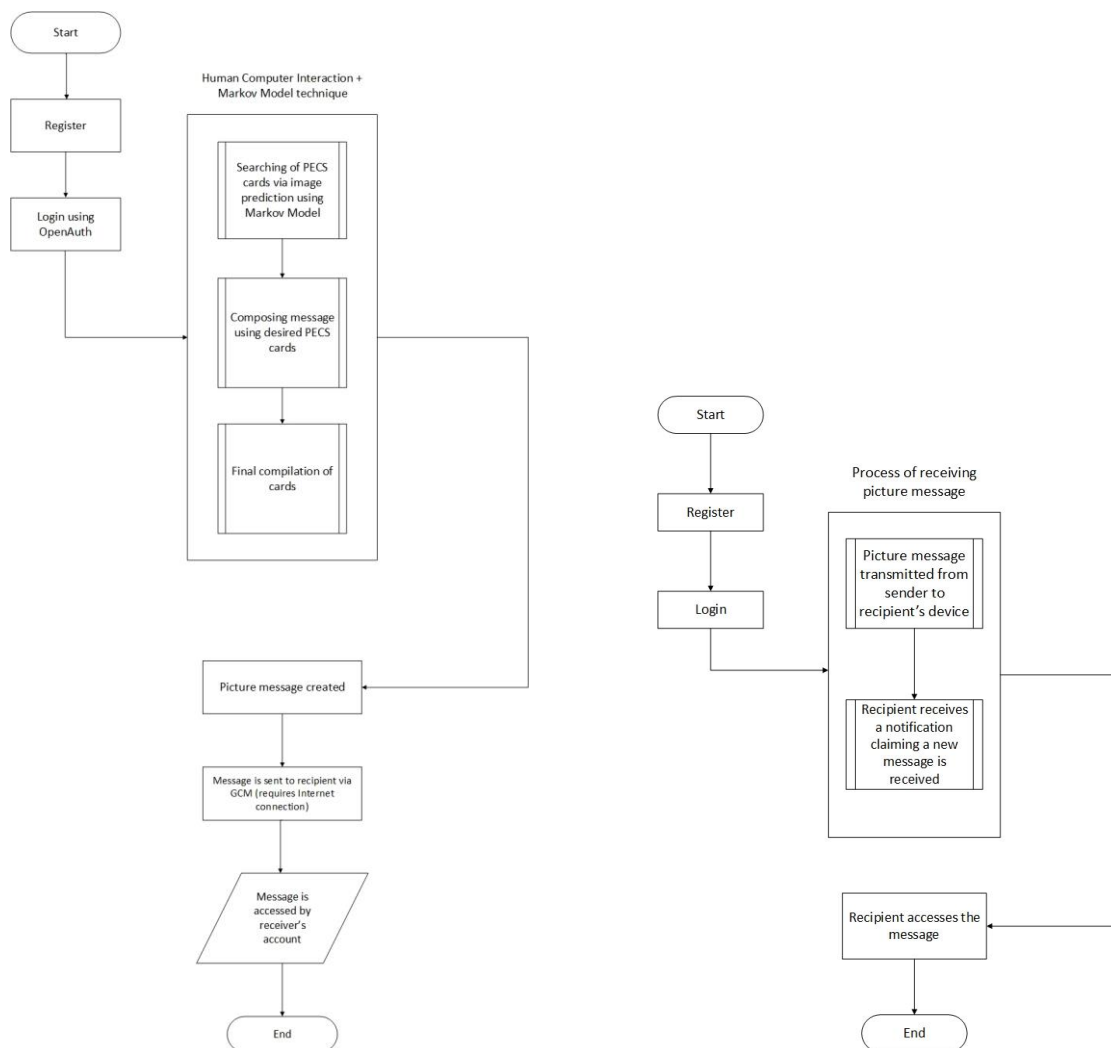 Start
Register
Login using
OpenAuth
Human Computer Interaction +
Markov Model technique
Searching of PECS
cards via image
prediction using
Markov Model
Composing message
using desired PECS
cards
Final compilation of
cards
Picture message created
Message is sent to recipient via
GCM (requires Internet
connection)
Message is
accessed by
receiver's
account
End
Start
Register
Login
Process of receiving
picture message
Picture message
transmitted from
sender to
recipient's device
Recipient receives
a notification
claiming a new
message is
received
Recipient accesses the
message
End